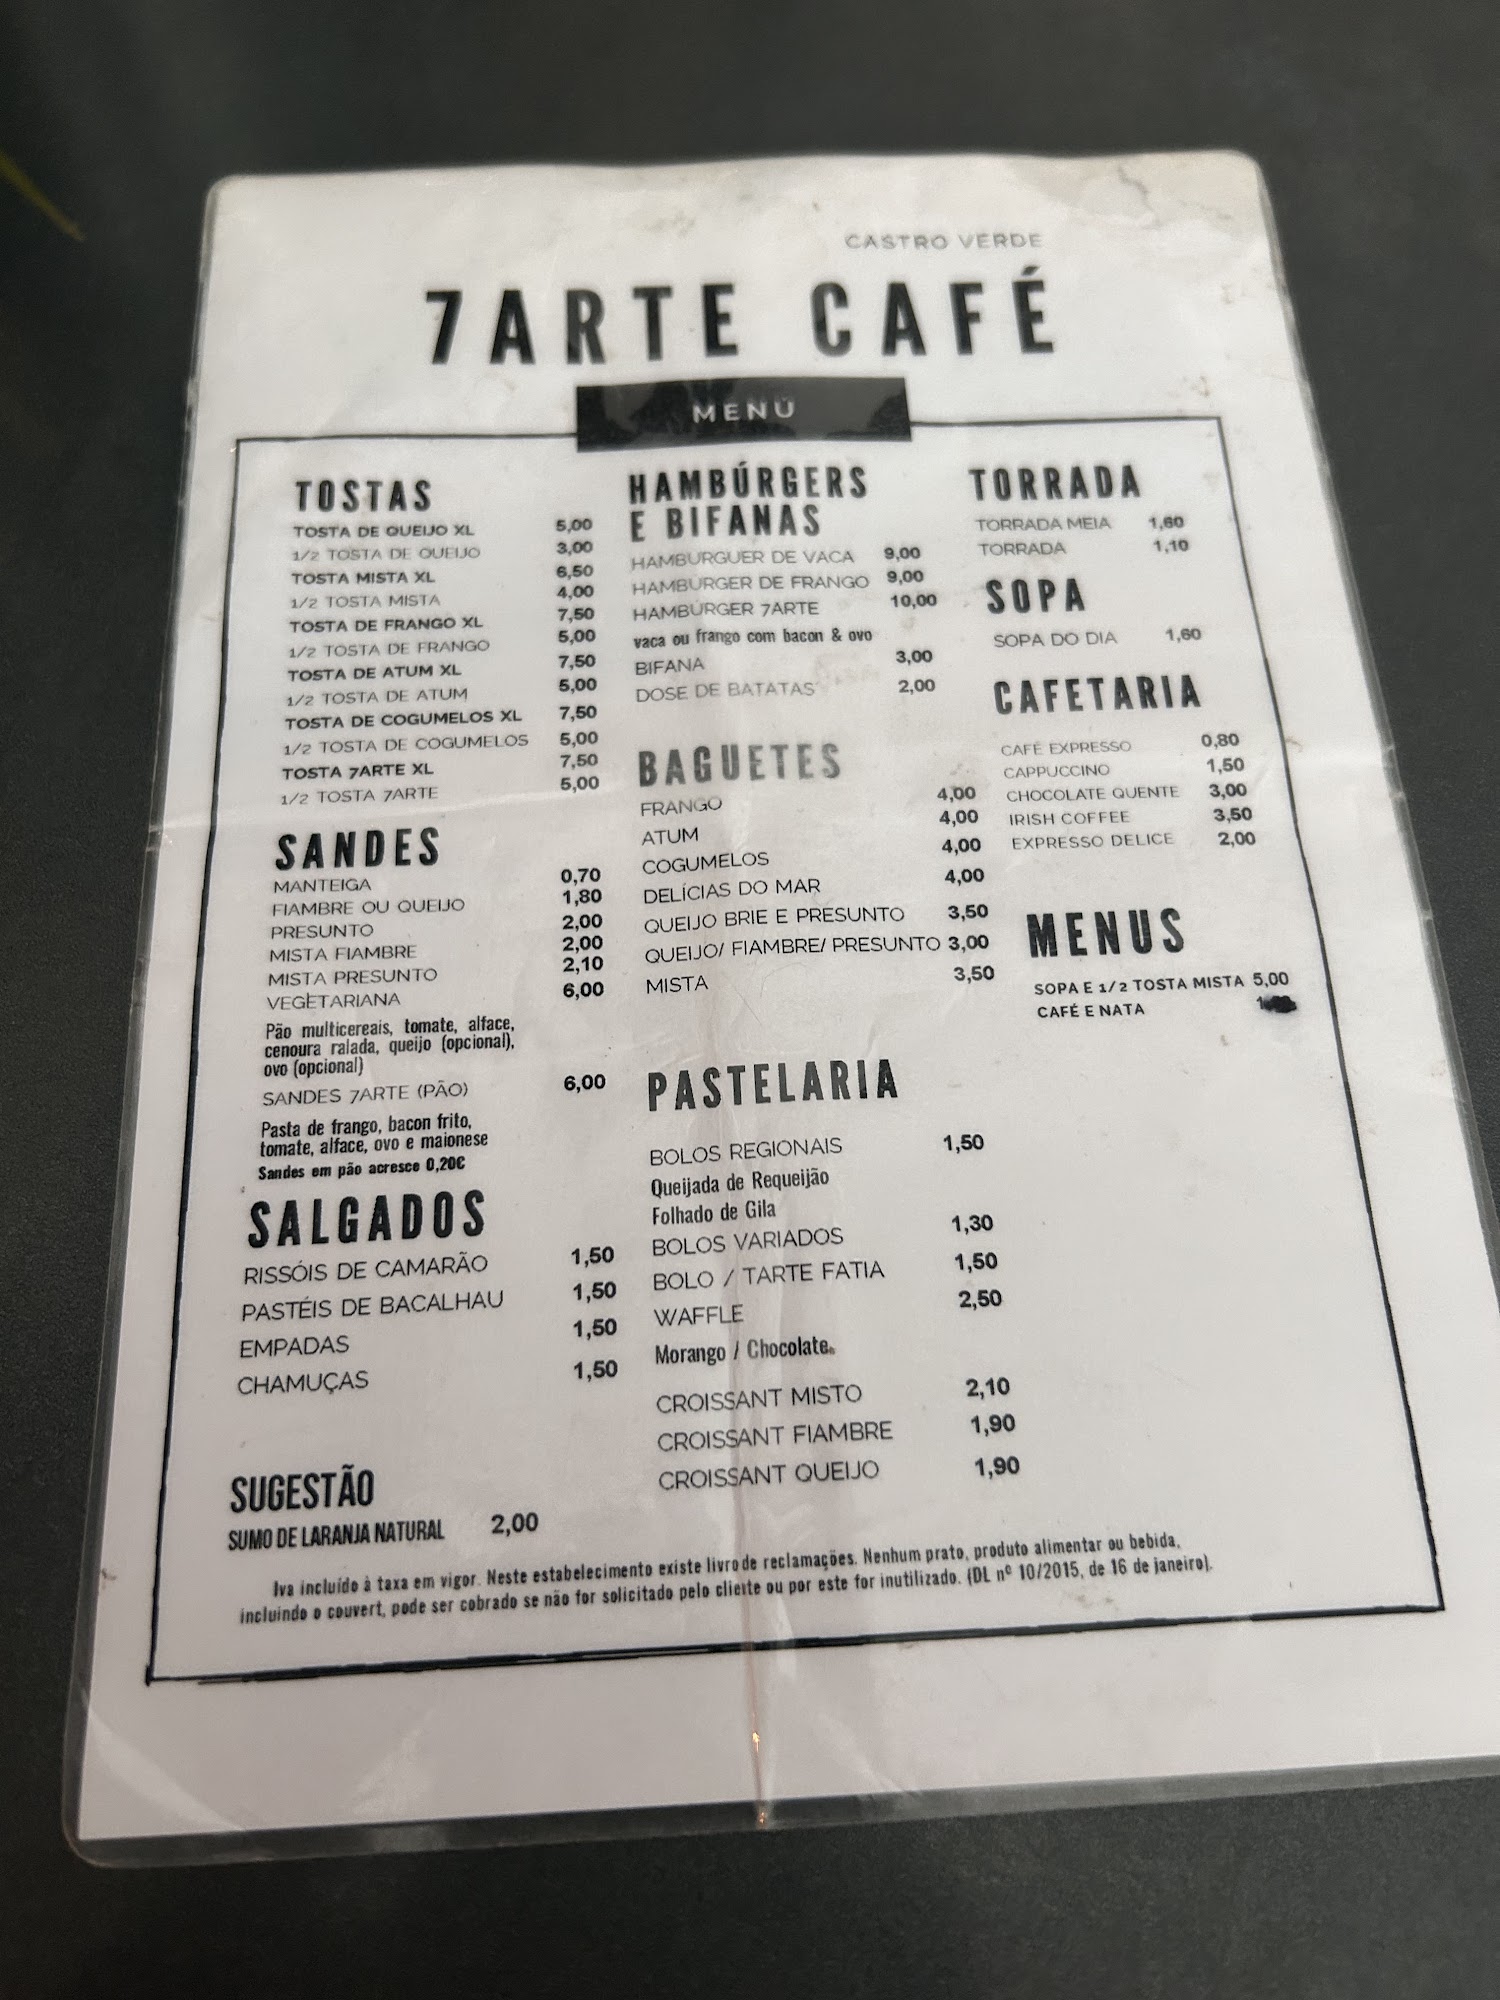 CASTRO VERDE
7ARTE CAFÉ
MENU
TOSTAS
TOSTA DE QUEIJO XL 5,00
1/2 TOSTA DE QUEIJO 3,00
TOSTA MISTA XL 6,50
1/2 TOSTA MISTA 4,00
TOSTA DE FRANGO XL 7,50
1/2 TOSTA DE FRANGO 5,00
TOSTA DE ATUM XL 7,50
1/2 TOSTA DE ATUM 5,00
TOSTA DE COGUMELOS XL 7,50
1/2 TOSTA DE COGUMELOS 5,00
TOSTA 7ARTE XL 7,50
1/2 TOSTA 7ARTE 5,00
SANDES
MANTEIGA 0,70
FIAMBRE OU QUEIJO 1,80
PRESUNTO 2,00
MISTA FIAMBRE 2,00
MISTA PRESUNTO 2,10
VEGETARIANA 6,00
Pão multicereais, tomate, alface,
cenoura ralada, queijo (opcional),
ovo (opcional)
SANDES 7ARTE (PÃO) 6,00
Pasta de frango, bacon frito,
tomate, alface, ovo e maionese
Sandes em pão acresce 0,20€
SALGADOS
RISSÓIS DE CAMARÃO 1,50
PASTÉIS DE BACALHAU 1,50
EMPADAS 1,50
CHAMUÇAS 1,50
SUGESTÃO
SUMO DE LARANJA NATURAL 2,00
HAMBÚRGERS
E BIFANAS
HAMBURGUER DE VACA 9,00
HAMBÚRGER DE FRANGO 9,00
HAMBÚRGER 7ARTE 10,00
vaca ou frango com bacon & ovo
BIFANA 3,00
DOSE DE BATATAS 2,00
BAGUETES
FRANGO 4,00
ATUM 4,00
COGUMELOS 4,00
DELÍCIAS DO MAR 4,00
QUEIJO BRIE E PRESUNTO 3,50
QUEIJO/ FIAMBRE/ PRESUNTO 3,00
MISTA 3,50
PASTELARIA
BOLOS REGIONAIS 1,50
Queijada de Requeijão
Folhado de Gila
BOLOS VARIADOS 1,30
BOLO / TARTE FATIA 1,50
WAFFLE 2,50
Morango / Chocolate
CROISSANT MISTO 2,10
CROISSANT FIAMBRE 1,90
CROISSANT QUEIJO 1,90
TORRADA
TORRADA MEIA 1,60
TORRADA 1,10
SOPA
SOPA DO DIA 1,60
CAFETARIA
CAFÉ EXPRESSO 0,80
CAPPUCCINO 1,50
CHOCOLATE QUENTE 3,00
IRISH COFFEE 3,50
EXPRESSO DELICE 2,00
MENUS
SOPA E 1/2 TOSTA MISTA 5,00
CAFÉ E NATA
Iva incluído à taxa em vigor. Neste estabelecimento existe livro de reclamações. Nenhum prato, produto alimentar ou bebida,
incluindo o couvert, pode ser cobrado se não for solicitado pelo cliente ou por este for inutilizado. (DL nº 10/2015, de 16 de janeiro).